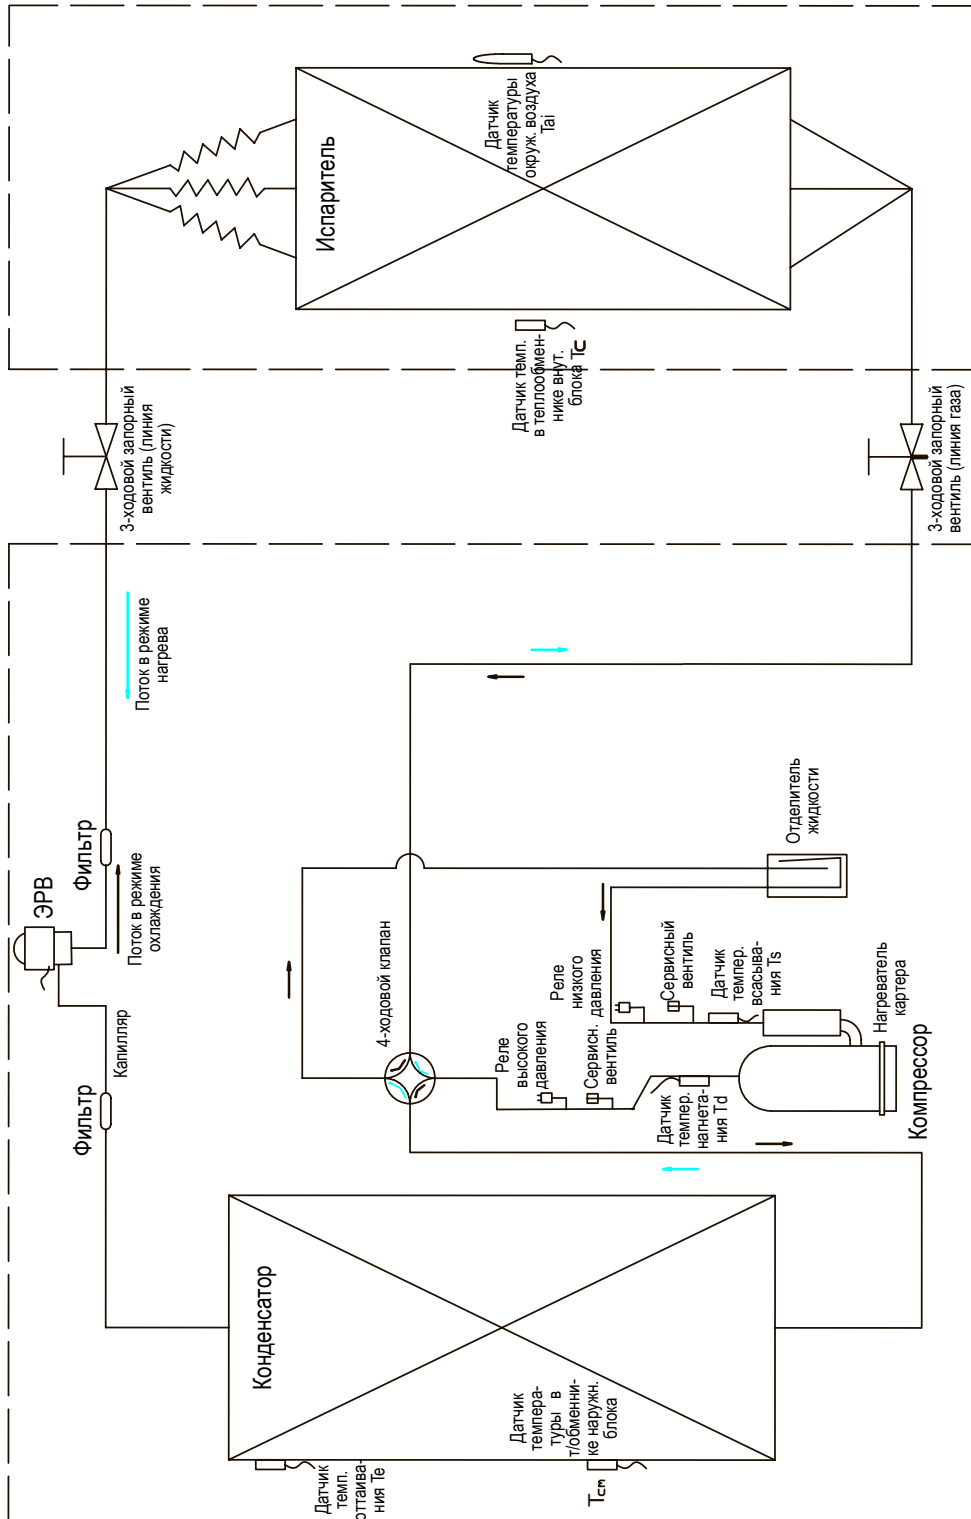 Испаритель
Датчик
температуры
окруж. воздуха
Tai
Датчик темп.
в теплообмен-
нике внут.
блока Tc
3-ходовой запорный
вентиль (линия
жидкости)
3-ходовой запорный
вентиль (линия газа)
Поток в режиме
нагрева
Фильтр
ЭРВ
Поток в режиме
охлаждения
Капилляр
Фильтр
4-ходовой клапан
Отделитель
жидкости
Реле
низкого
давления
Сервисный
вентиль
Датчик
темпер.
всасыва-
ния Ts
Нагреватель
картера
Реле
высокого
давления
Сервисн.
вентиль
Датчик
темпер.
нагнета-
ния Td
Компрессор
Конденсатор
Датчик
темпера-
туры в
т/обменни-
ке наружн.
блока
Tcm
Датчик
темп.
оттаива-
ния Te